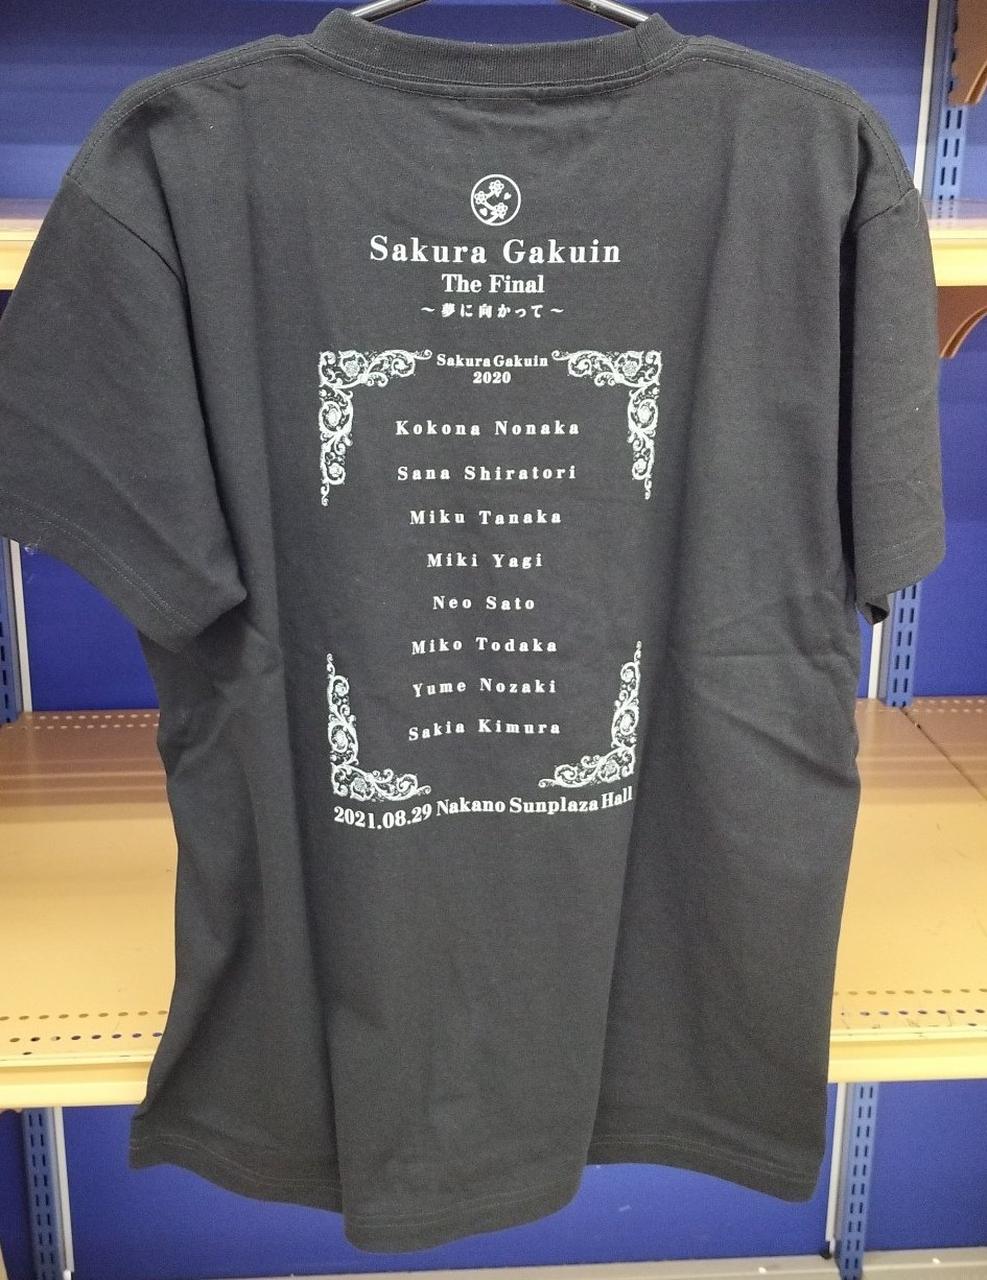 Sakura Gakuin
The Final
～夢に向かって～
Sakura Gakuin
2020
Kokona Nonaka
Sana Shiratori
Miku Tanaka
Miki Yagi
Neo Sato
Miko Todaka
Yume Nozaki
Sakia Kimura
2021.08.29 Nakano Sunplaza Hall